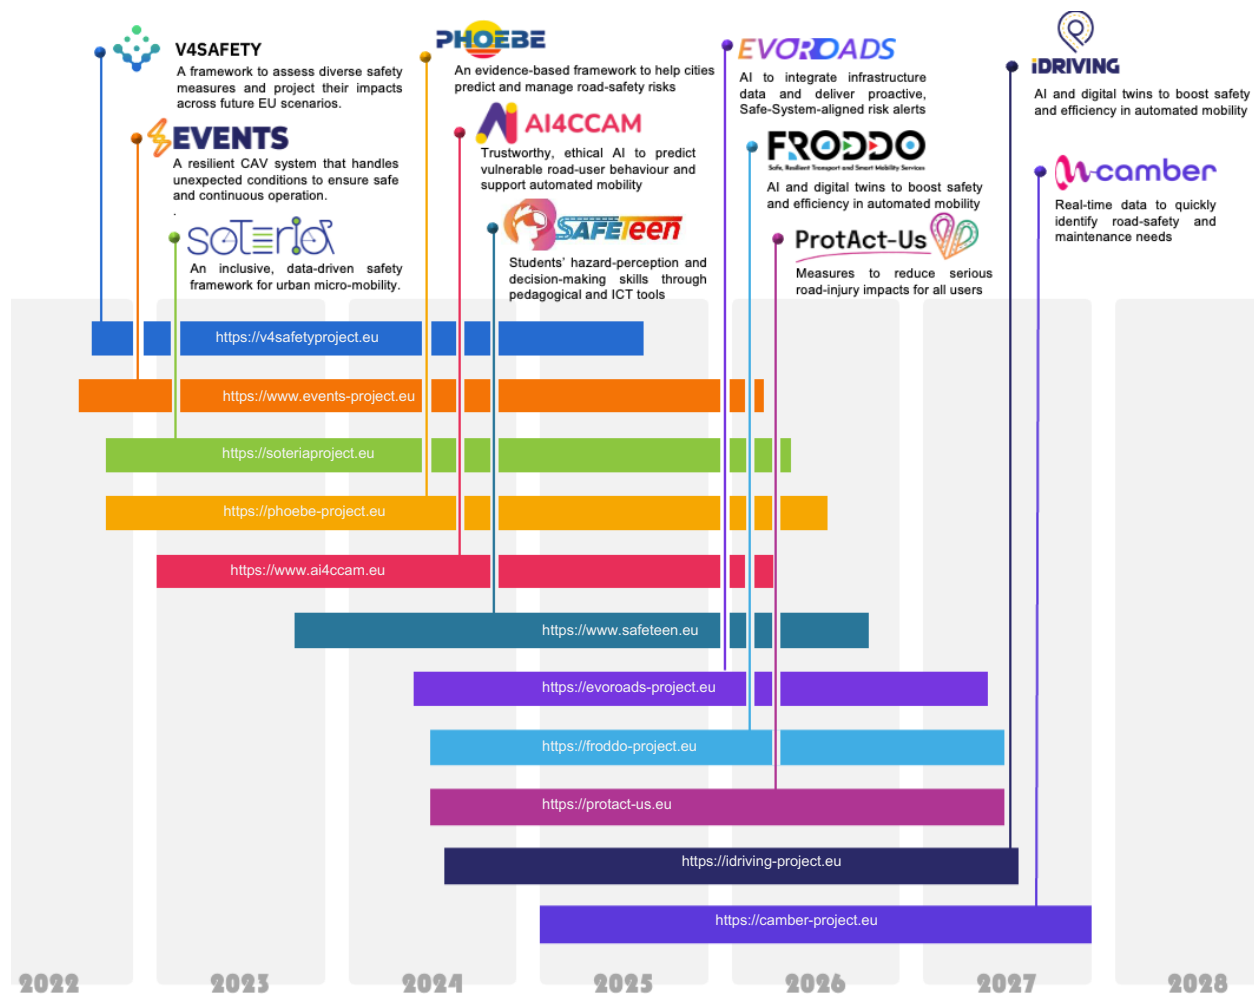 V4SAFETY
A framework to assess diverse safety
measures and project their impacts
across future EU scenarios.
EVENTS
A resilient CAV system that handles
unexpected conditions to ensure safe
and continuous operation.
.
SOTERIA
An inclusive, data-driven safety
framework for urban micro-mobility.
PHOEBE
An evidence-based framework to help cities
predict and manage road-safety risks
AI AI4CCAM
Trustworthy, ethical AI to predict
vulnerable road-user behaviour and
support automated mobility
SAFETeen
Students' hazard-perception and
decision-making skills through
pedagogical and ICT tools
EVOROADS
AI to integrate infrastructure
data and deliver proactive,
Safe-System-aligned risk alerts
FRODDO
Safe, Resilient Transport and Smart Mobility Services
AI and digital twins to boost safety
and efficiency in automated mobility
ProtAct-Us
Measures to reduce serious
road-injury impacts for all users
iDRIVING
AI and digital twins to boost safety
and efficiency in automated mobility
camber
Real-time data to quickly
identify road-safety and
maintenance needs
https://v4safetyproject.eu
https://www.events-project.eu
https://soteriaproject.eu
https://phoebe-project.eu
https://www.ai4ccam.eu
https://www.safeteen.eu
https://evoroads-project.eu
https://froddo-project.eu
https://protact-us.eu
https://idriving-project.eu
https://camber-project.eu
2022 2023 2024 2025 2026 2027 2028